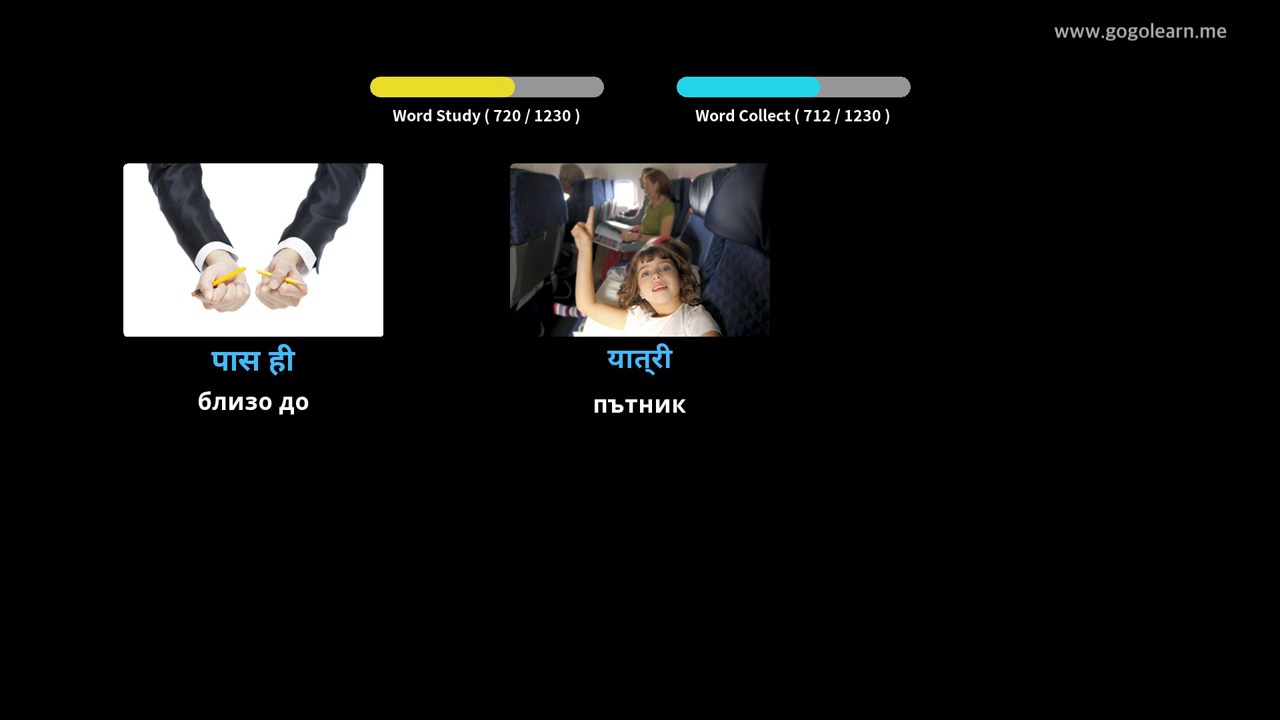 www.gogolearn.me
Word Study ( 720 / 1230 )
Word Collect ( 712 / 1230 )
पास ही
близо до
यात्री
пътник